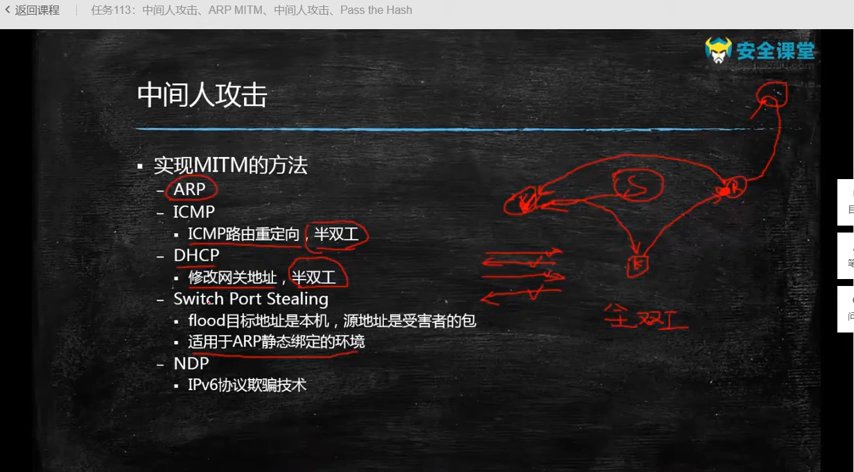 返回课程
任务113：中间人攻击、ARP MITM、中间人攻击、Pass the Hash
安全课堂
中间人攻击
▪ 实现MITM的方法
– ARP
– ICMP
▪ ICMP路由重定向，半双工
– DHCP
▪ 修改网关地址，半双工
– Switch Port Stealing
▪ flood目标地址是本机，源地址是受害者的包
▪ 适用于ARP静态绑定的环境
– NDP
▪ IPv6协议欺骗技术
S
R
K
全双工